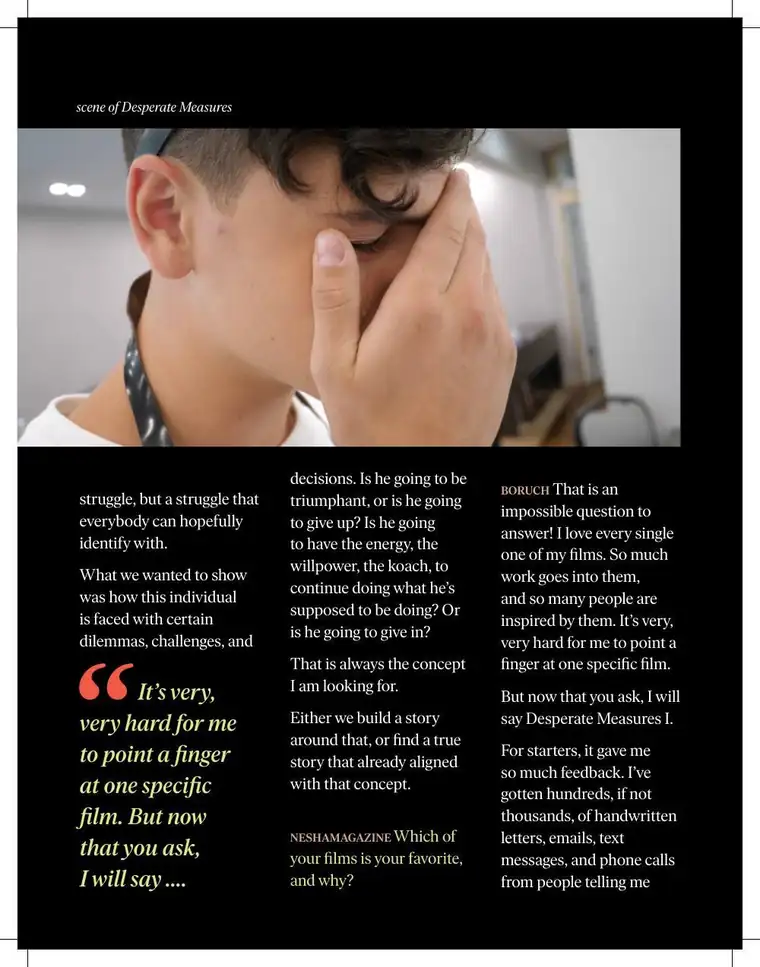 scene of Desperate Measures
struggle, but a struggle that
everybody can hopefully
identify with.
What we wanted to show
was how this individual
is faced with certain
dilemmas, challenges, and
“ It’s very,
very hard for me
to point a finger
at one specific
film. But now
that you ask,
I will say ....
decisions. Is he going to be
triumphant, or is he going
to give up? Is he going
to have the energy, the
willpower, the koach, to
continue doing what he’s
supposed to be doing? Or
is he going to give in?
That is always the concept
I am looking for.
Either we build a story
around that, or find a true
story that already aligned
with that concept.
NESHAMAGAZINE Which of
your films is your favorite,
and why?
BORUCH That is an
impossible question to
answer! I love every single
one of my films. So much
work goes into them,
and so many people are
inspired by them. It’s very,
very hard for me to point a
finger at one specific film.
But now that you ask, I will
say Desperate Measures I.
For starters, it gave me
so much feedback. I’ve
gotten hundreds, if not
thousands, of handwritten
letters, emails, text
messages, and phone calls
from people telling me